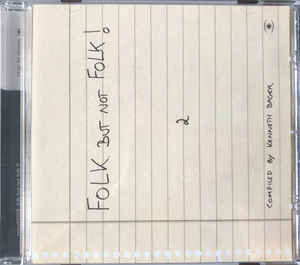 FOLK BUT NOT FOLK!
2
COMPILED BY KENNETH BAGER